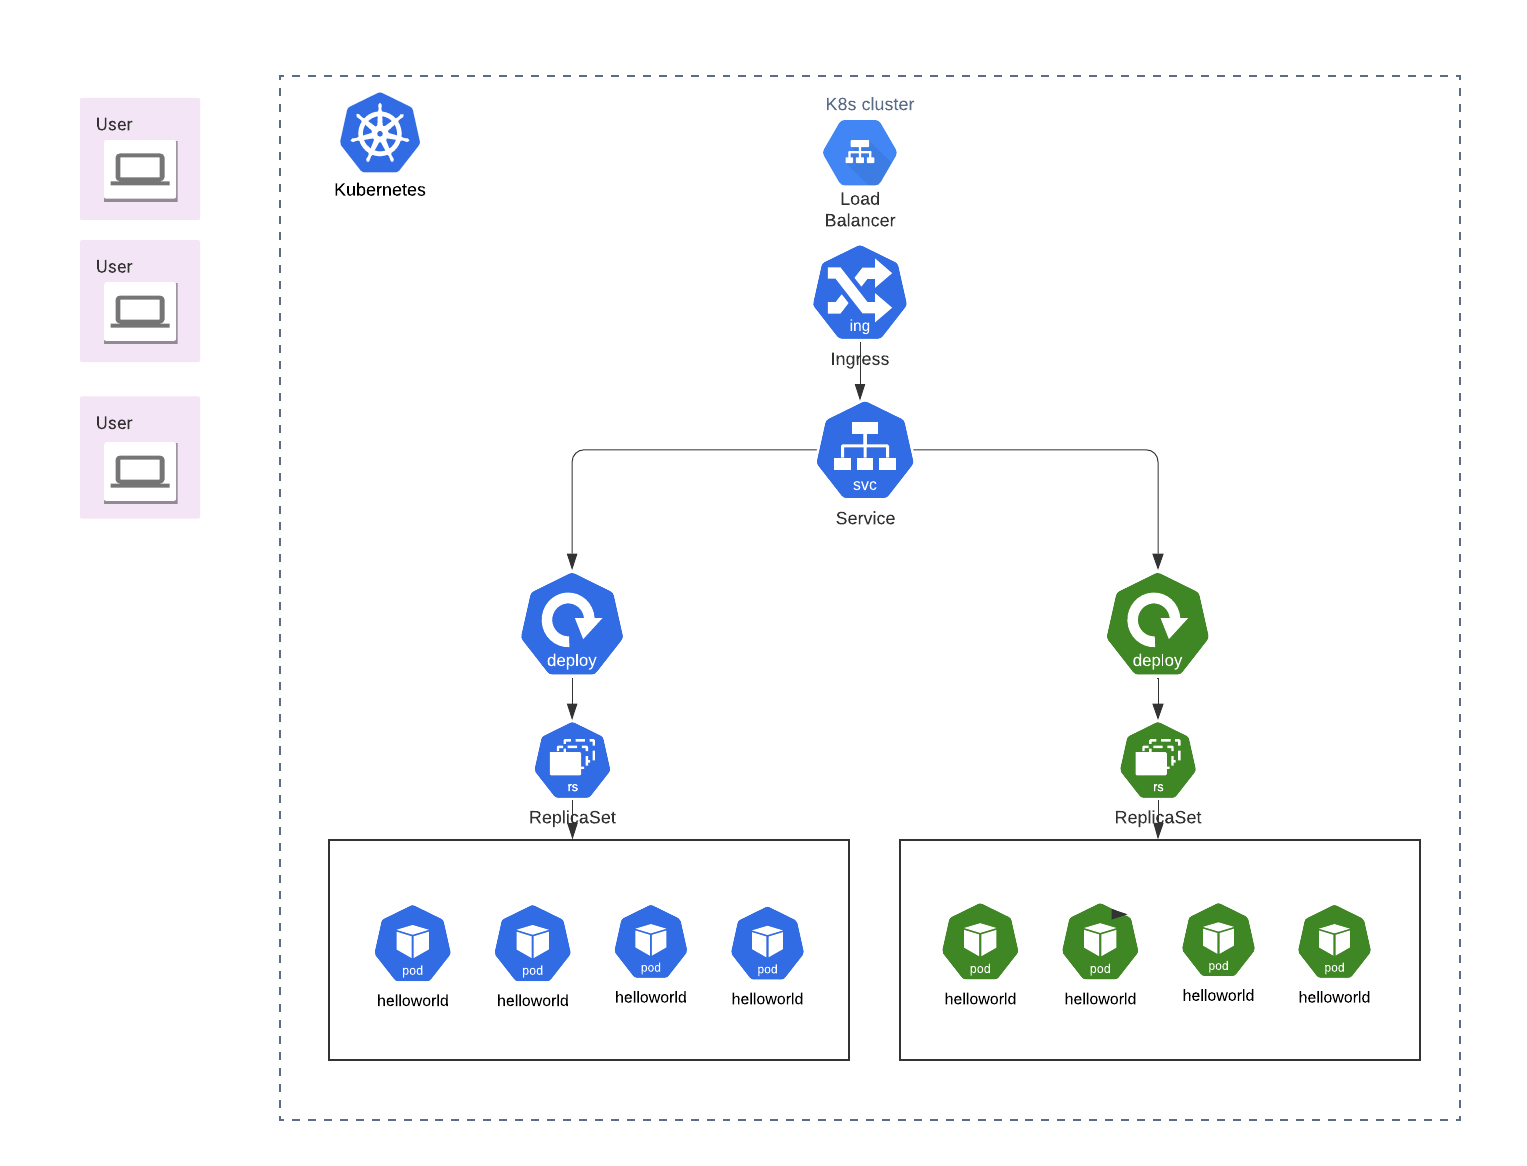 User
User
User
Kubernetes
K8s cluster
Load
Balancer
ing
Ingress
svc
Service
deploy
deploy
rs
rs
ReplicaSet
ReplicaSet
pod
pod
pod
pod
helloworld
helloworld
helloworld
helloworld
pod
pod
pod
pod
helloworld
helloworld
helloworld
helloworld